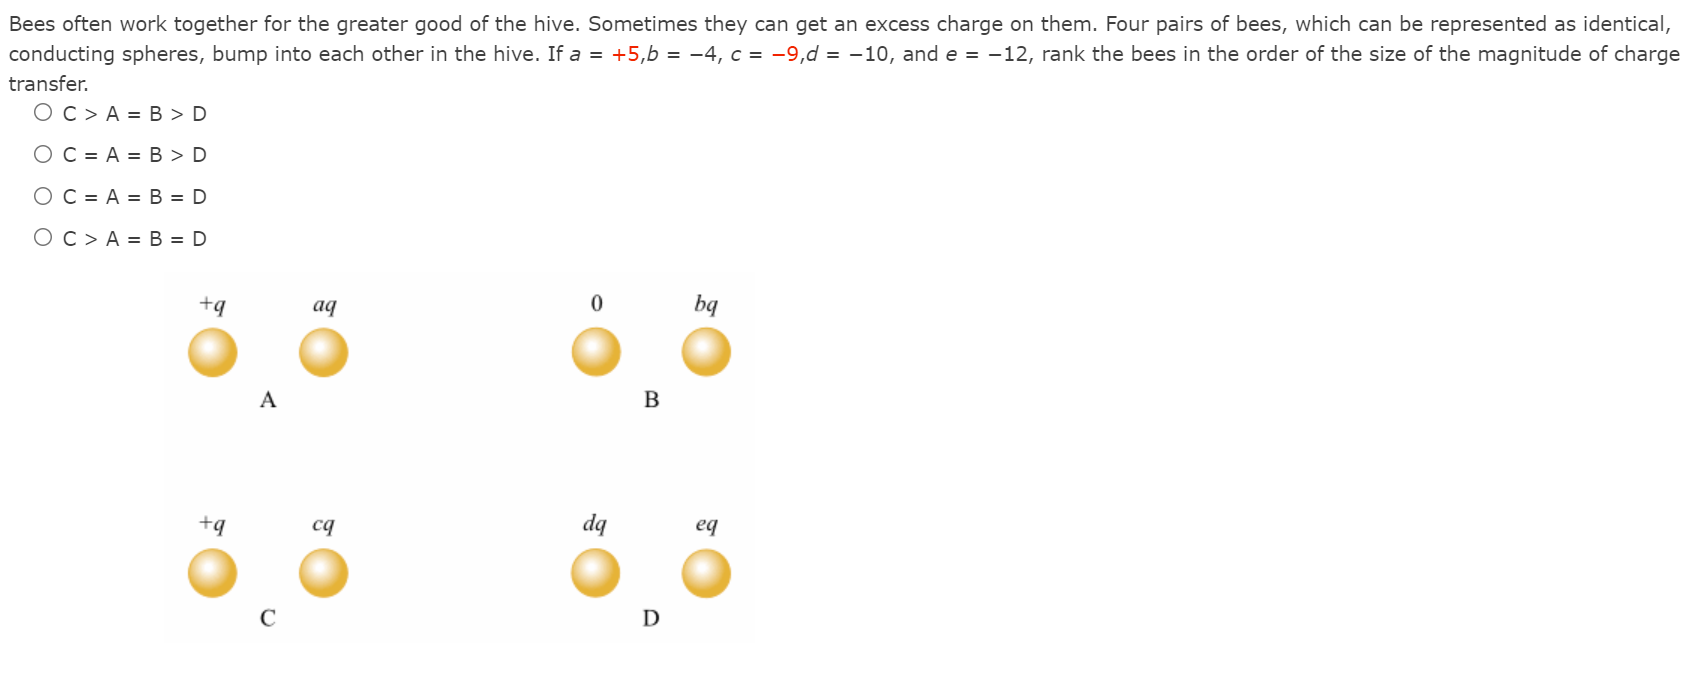 Bees often work together for the greater good of the hive. Sometimes they can get an excess charge on them. Four pairs of bees, which can be represented as identical,
conducting spheres, bump into each other in the hive. If a = +5,b = −4, c = −9,d = −10, and e = −12, rank the bees in the order of the size of the magnitude of charge
transfer.
C > A = B > D
C = A = B > D
C = A = B = D
C > A = B = D
+q aq 0 bq
A B
+q cq dq eq
C D